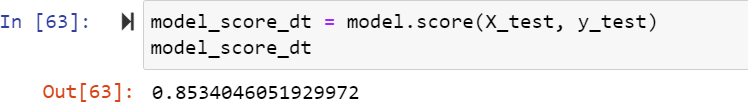 In [63]: model_score_dt = model.score(X_test, y_test)
model_score_dt
Out[63]: 0.8534046051929972